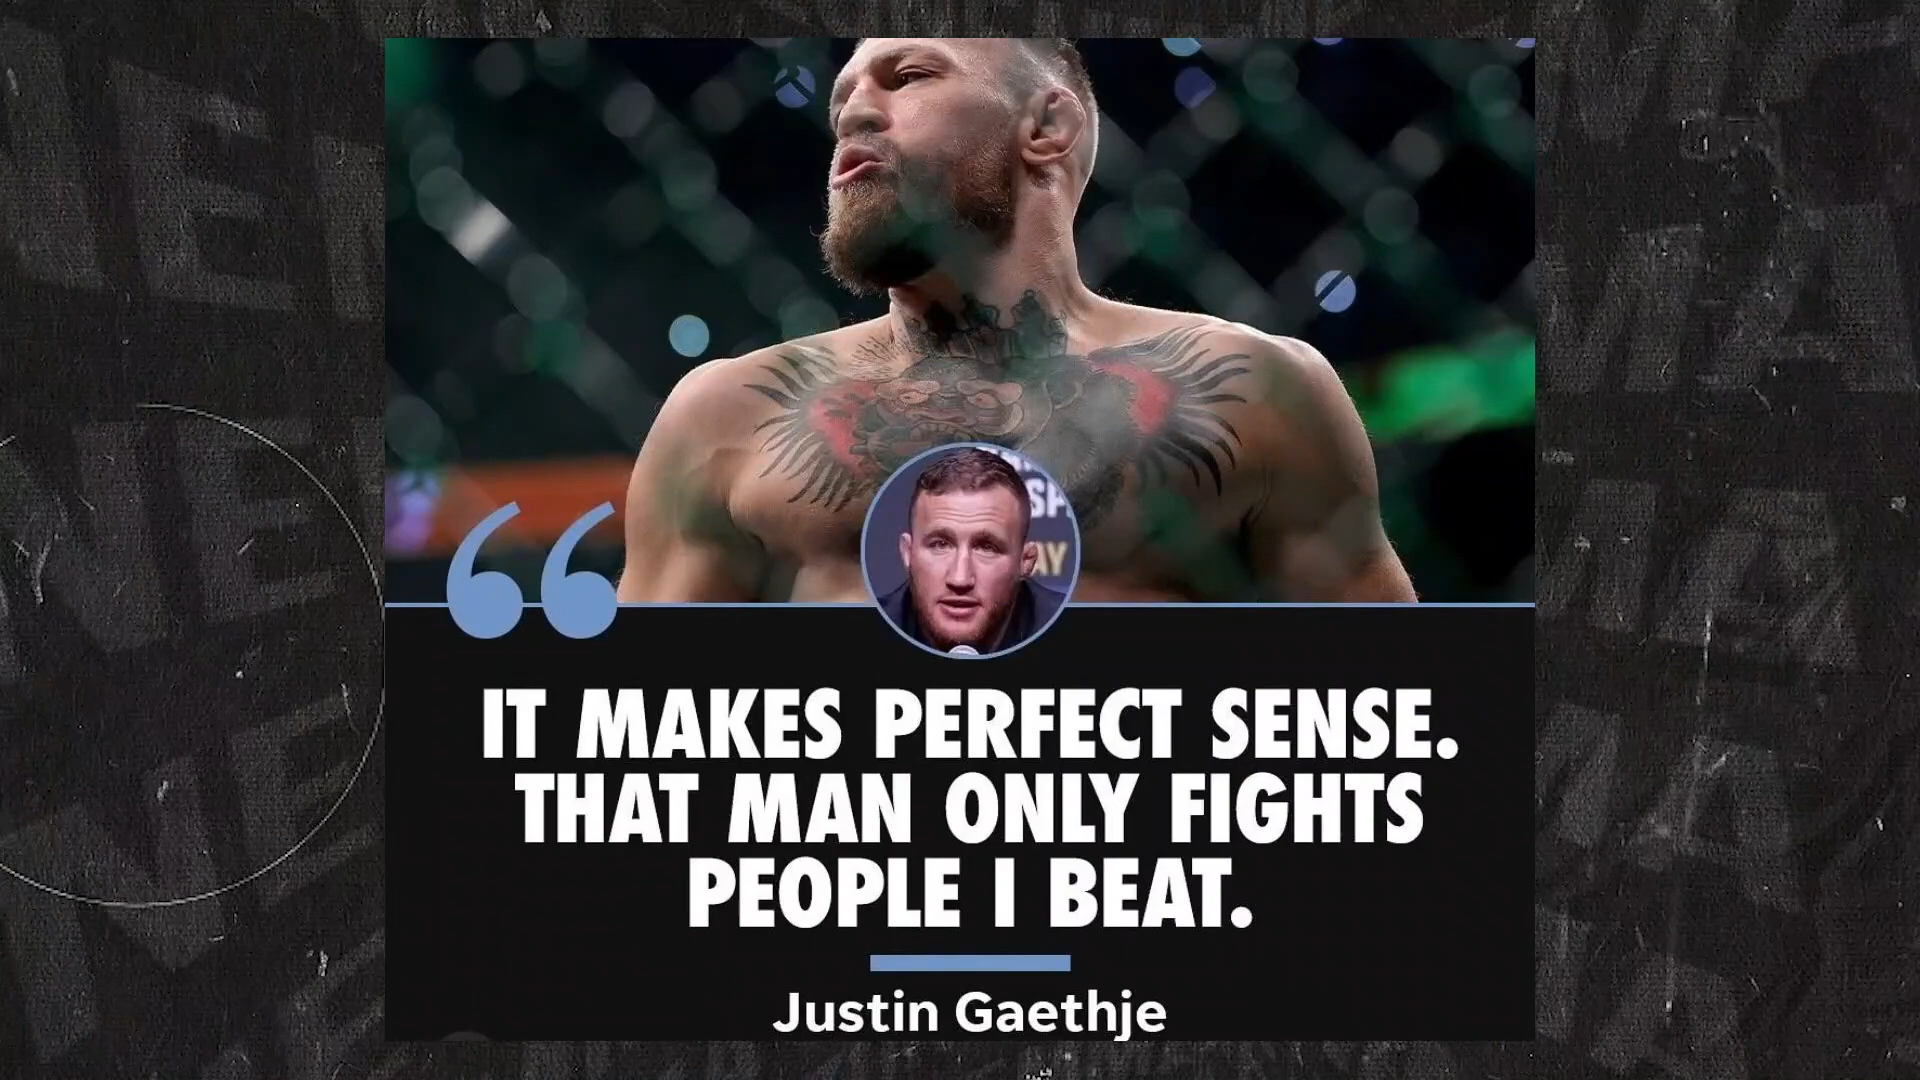 IT MAKES PERFECT SENSE.
THAT MAN ONLY FIGHTS
PEOPLE I BEAT.
Justin Gaethje